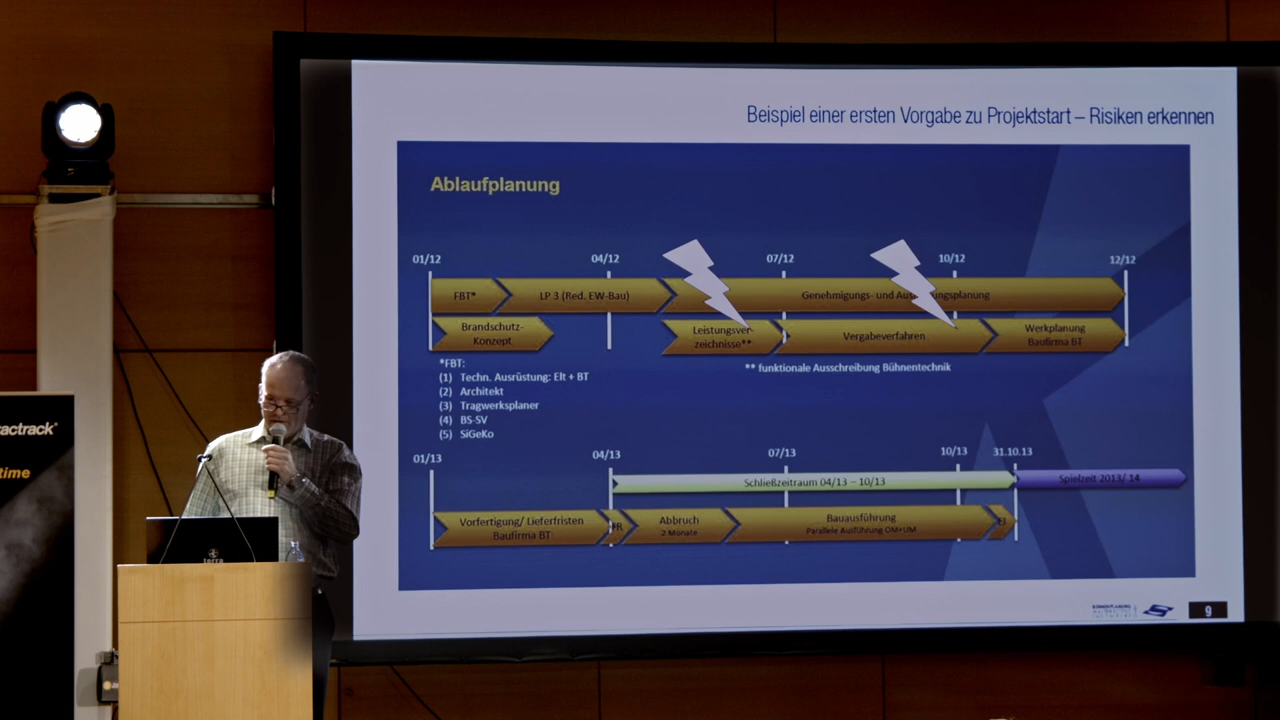 Beispiel einer ersten Vorgabe zu Projektstart – Risiken erkennen
Ablaufplanung
01/12
04/12
07/12
10/12
12/12
FBT*
LP 3 (Red. EW-Bau)
Genehmigungs- und
Brandschutz-
Konzept
Leistungsver-
zeichnisse**
Vergabeverfahren
Werkplanung
Baufirma BT
*FBT:
(1) Techn. Ausrüstung: Elt + BT
(2) Architekt
(3) Tragwerksplaner
(4) BS-SV
(5) SiGeKo
** funktionale Ausschreibung Bühnentechnik
01/13
04/13
07/13
10/13
31.10.13
Schließzeitraum 04/13 – 10/13
Spielzeit 2013/ 14
Vorfertigung/ Lieferfristen
Baufirma BT
Abbruch
2 Monate
Bauausführung
Parallele Ausführung OM+UM
9
actrack
time
terra